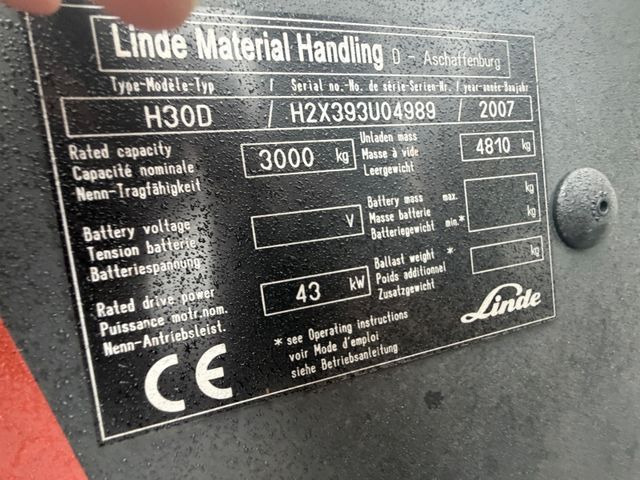 Linde Material Handling D - Aschaffenburg
Type-Modèle-Typ / Serial no.-No. de série-Serien-Nr. / year-année-Baujahr
H30D / H2X393U04989 / 2007
Rated capacity
Capacité nominale
Nenn-Tragfähigkeit
3000 kg
Unladen mass
Masse à vide
Leergewicht
4810 kg
Battery voltage
Tension batterie
Batteriespannung
V
Battery mass max.
Masse batterie
Batteriegewicht min.*
kg
kg
Rated drive power
Puissance motr.nom.
Nenn-Antriebsleist.
43 kW
Ballast weight *
Poids additionnel
Zusatzgewicht
kg
* see Operating instructions
voir Mode d'emploi
siehe Betriebsanleitung
Linde
CE